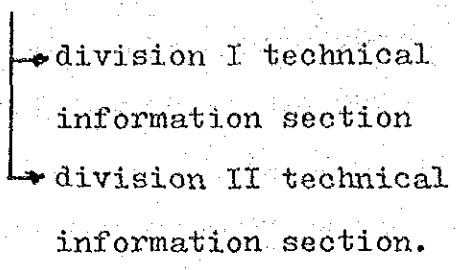 division I technical
information section
division II technical
information section.